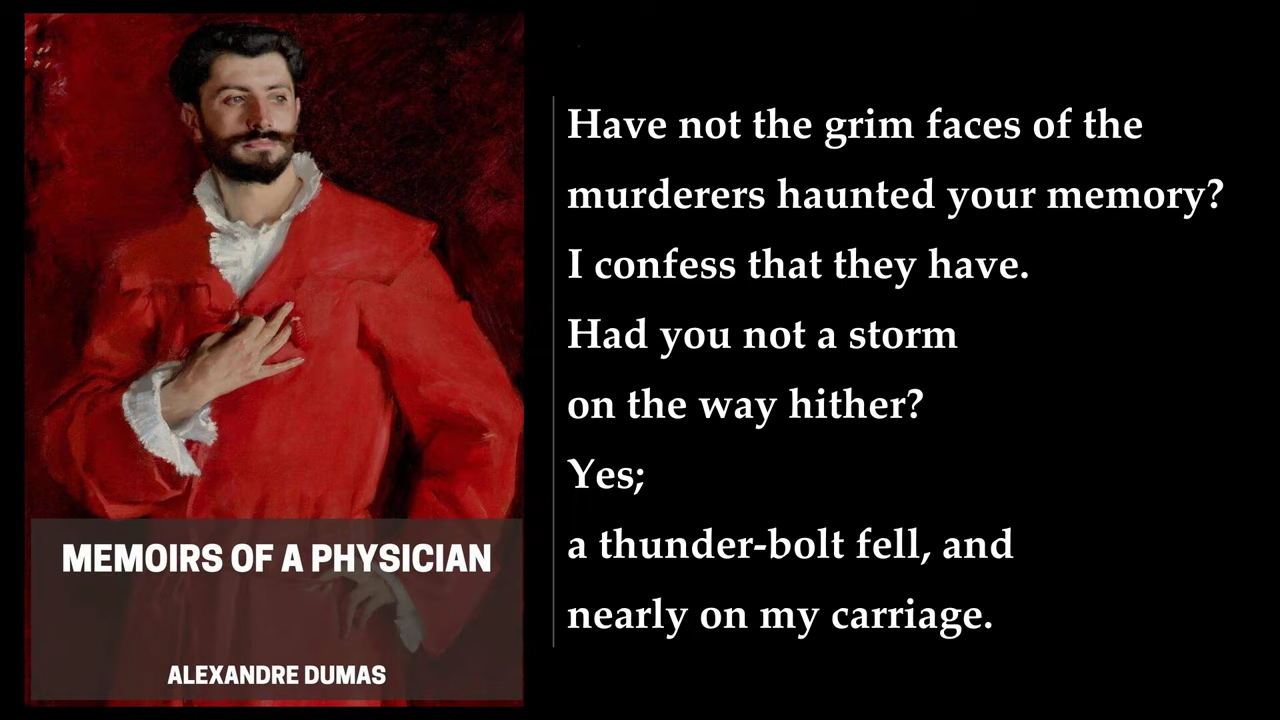 MEMOIRS OF A PHYSICIAN
ALEXANDRE DUMAS
Have not the grim faces of the
murderers haunted your memory?
I confess that they have.
Had you not a storm
on the way hither?
Yes;
a thunder-bolt fell, and
nearly on my carriage.